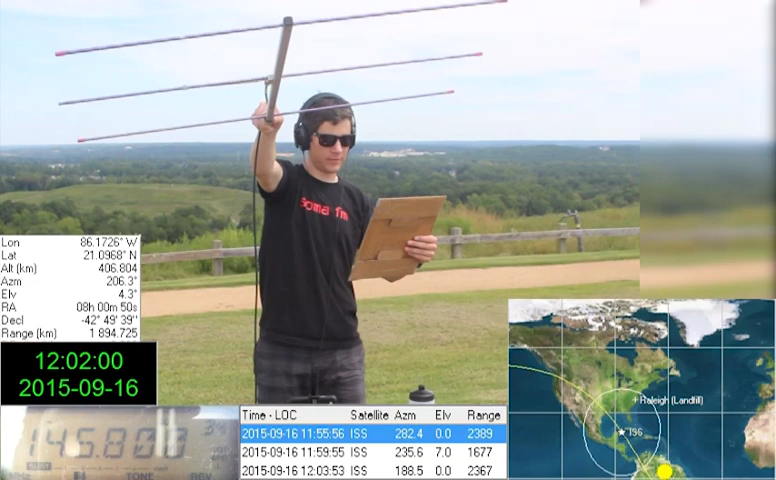 soma fm
Lon 86.1726° W
Lat 21.0968° N
Alt (km) 406.804
Azm 206.3°
Elv 4.3°
RA 08h 00m 50s
Decl -42° 49' 39"
Range (km) 1 894.725
12:02:00
2015-09-16
145.800
BUSY
TONE
REV
Time - LOC Satellite Azm Elv Range
2015-09-16 11:55:56 ISS 282.4 0.0 2389
2015-09-16 11:59:55 ISS 235.6 7.0 1677
2015-09-16 12:03:53 ISS 188.5 0.0 2367
Raleigh (Landfill)